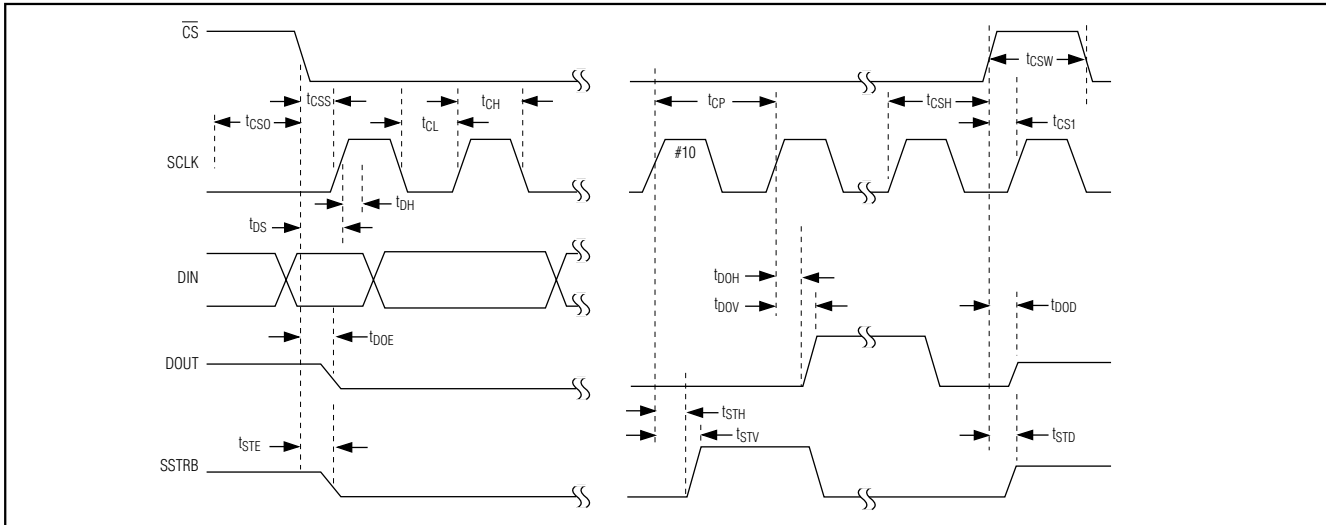 CS
tCSW
tCSS
tCH
tCP
tCSH
tCSO
tCL
tCS1
SCLK
#10
tDH
tDS
DIN
tDOH
tDOV
tDOD
tDOE
DOUT
tSTH
tSTE
tSTV
tSTD
SSTRB